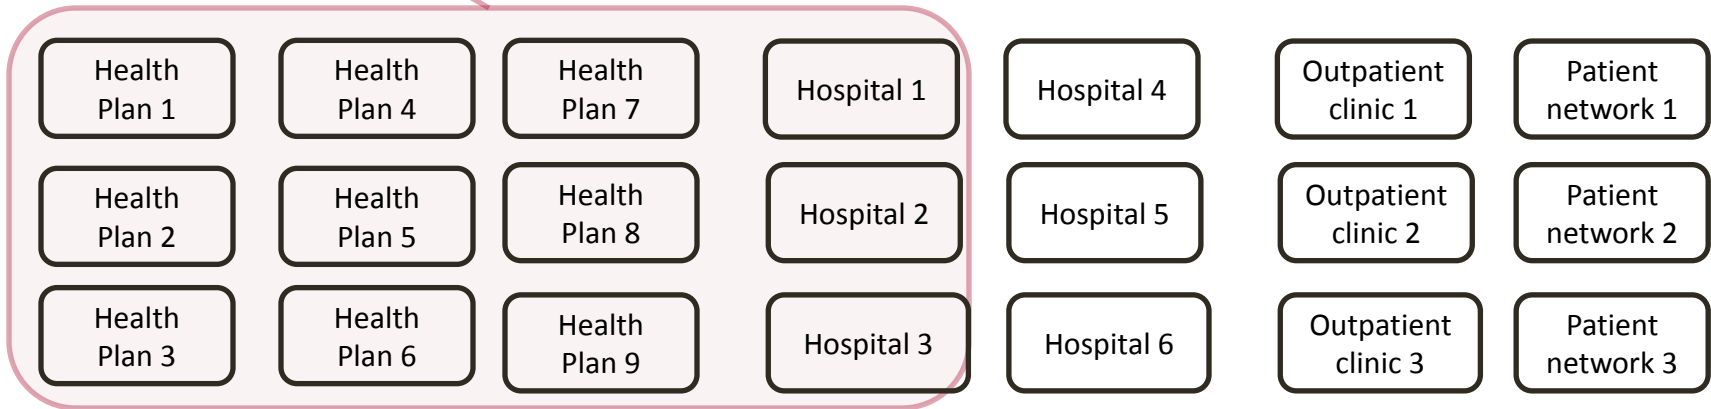 Health
Plan 1
Health
Plan 4
Health
Plan 7
Hospital 1
Hospital 4
Outpatient
clinic 1
Patient
network 1
Health
Plan 2
Health
Plan 5
Health
Plan 8
Hospital 2
Hospital 5
Outpatient
clinic 2
Patient
network 2
Health
Plan 3
Health
Plan 6
Health
Plan 9
Hospital 3
Hospital 6
Outpatient
clinic 3
Patient
network 3